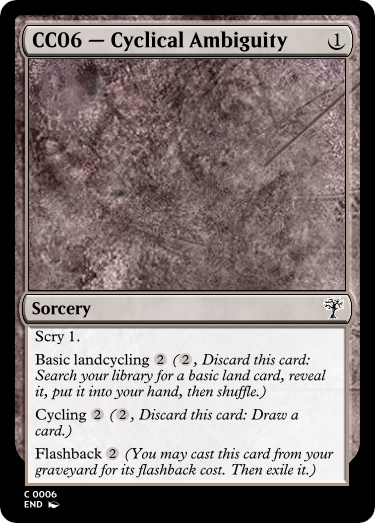 CC06 — Cyclical Ambiguity 1
Sorcery
Scry 1.
Basic landcycling 2 (2, Discard this card:
Search your library for a basic land card, reveal
it, put it into your hand, then shuffle.)
Cycling 2 (2, Discard this card: Draw a
card.)
Flashback 2 (You may cast this card from your
graveyard for its flashback cost. Then exile it.)
C 0006
END